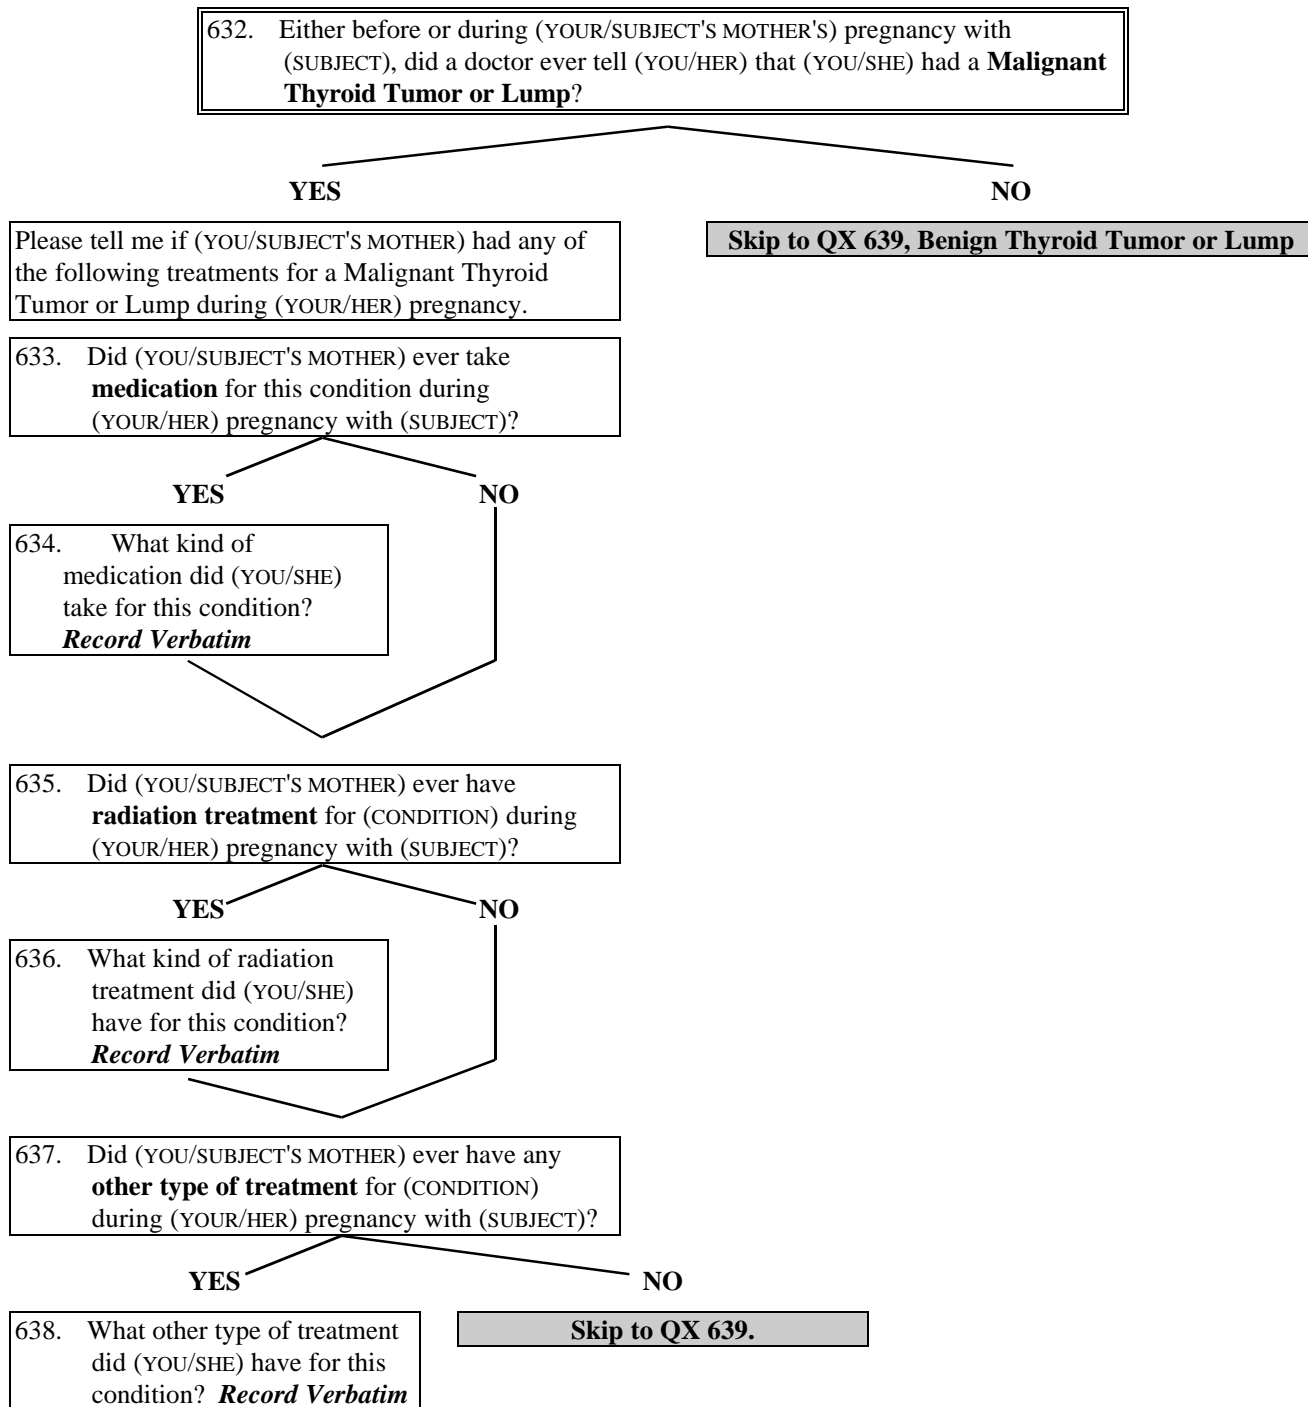 632. Either before or during (YOUR/SUBJECT'S MOTHER'S) pregnancy with
(SUBJECT), did a doctor ever tell (YOU/HER) that (YOU/SHE) had a Malignant
Thyroid Tumor or Lump?
YES
NO
Please tell me if (YOU/SUBJECT'S MOTHER) had any of
the following treatments for a Malignant Thyroid
Tumor or Lump during (YOUR/HER) pregnancy.
Skip to QX 639, Benign Thyroid Tumor or Lump
633. Did (YOU/SUBJECT'S MOTHER) ever take
medication for this condition during
(YOUR/HER) pregnancy with (SUBJECT)?
YES
NO
634. What kind of
medication did (YOU/SHE)
take for this condition?
Record Verbatim
635. Did (YOU/SUBJECT'S MOTHER) ever have
radiation treatment for (CONDITION) during
(YOUR/HER) pregnancy with (SUBJECT)?
YES
NO
636. What kind of radiation
treatment did (YOU/SHE)
have for this condition?
Record Verbatim
637. Did (YOU/SUBJECT'S MOTHER) ever have any
other type of treatment for (CONDITION)
during (YOUR/HER) pregnancy with (SUBJECT)?
YES
NO
638. What other type of treatment
did (YOU/SHE) have for this
condition? Record Verbatim
Skip to QX 639.